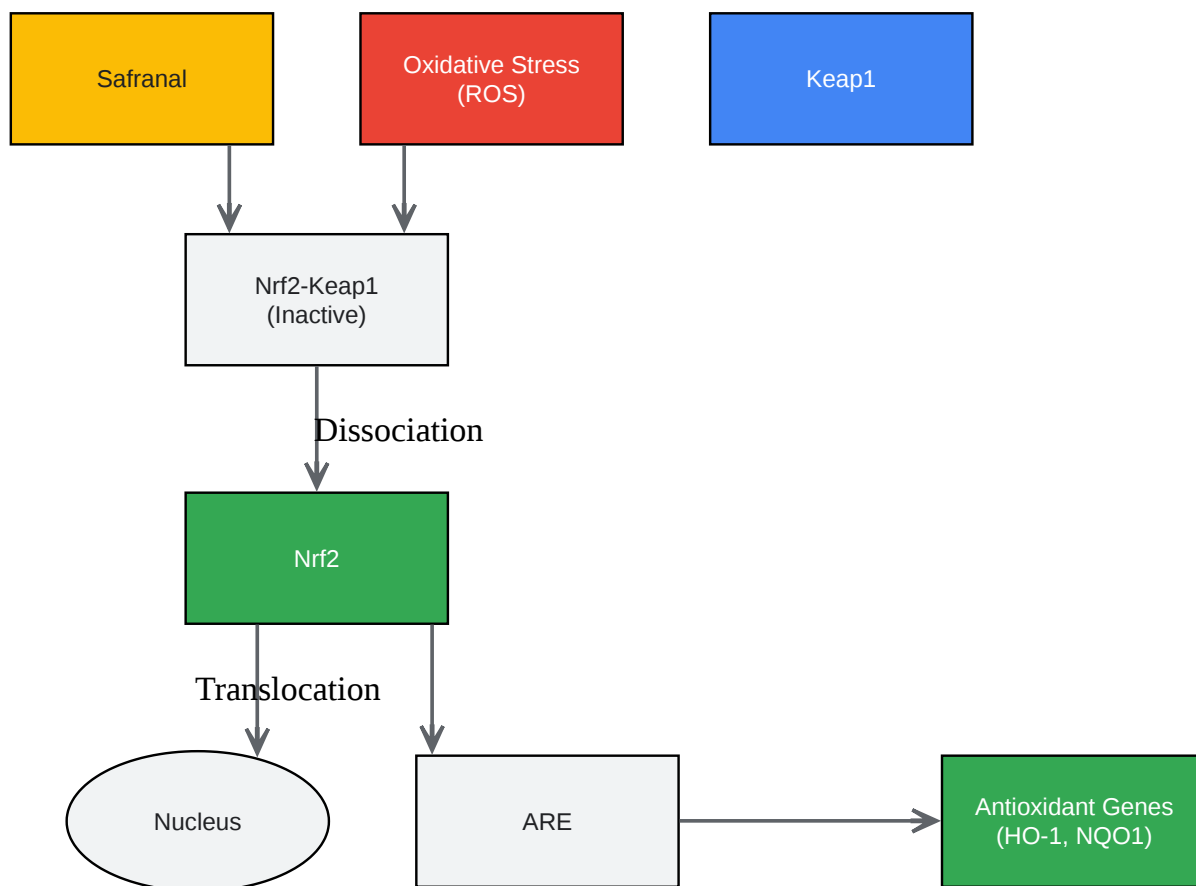 Safranal
Oxidative Stress
(ROS)
Keap1
Nrf2-Keap1
(Inactive)
Dissociation
Nrf2
Translocation
Nucleus
ARE
Antioxidant Genes
(HO-1, NQO1)